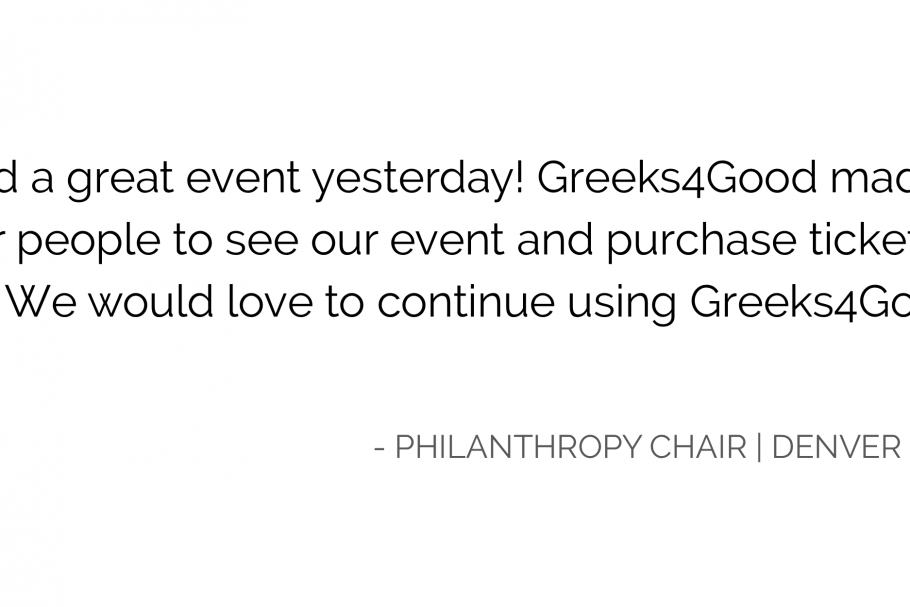 d a great event yesterday! Greeks4Good mad
r people to see our event and purchase ticket
We would love to continue using Greeks4Go
- PHILANTHROPY CHAIR | DENVER